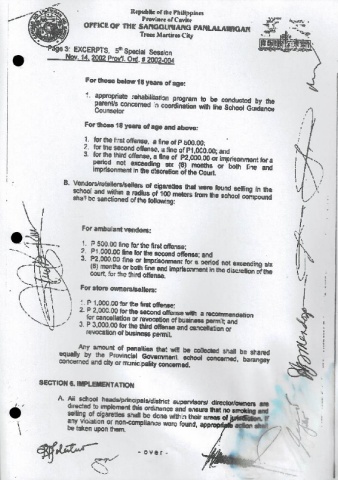 Republic of the Philippines
Province of Cavite
OFFICE OF THE SANGGUNIANG PANLALAWIGAN
Trece Martires City
Page 3: EXCERPTS, 5th Special Session
Nov. 14, 2002 Prov'l. Ord. # 2002-004
For those below 18 years of age:
1. appropriate rehabilitation program to be conducted by the
parent/s concerned in coordination with the School Guidance
Counselor
For those 18 years of age and above:
1. for the first offense, a fine of P 500.00;
2. for the second offense, a fine of P1,000.00; and
3. for the third offense, a fine of P2,000.00 or imprisonment for a
period not exceeding six (6) months or both fine and
imprisonment in the discretion of the Court.
B. Vendors/retailers/sellers of cigarettes that were found selling in the
school and within a radius of 100 meters from the school compound
shall be sanctioned of the following:
For ambulant vendors:
1. P 500.00 fine for the first offense;
2. P1,000.00 fine for the second offense; and
3. P2,000.00 fine or imprisonment for a period not exceeding six
(6) months or both fine and imprisonment in the discretion of the
court, for the third offense.
For store owners/sellers:
1. P 1,000.00 for the first offense;
2. P 2,000.00 for the second offense with a recommendation
for cancellation or revocation of business permit; and
3. P 3,000.00 for the third offense and cancellation or
revocation of business permit.
Any amount of penalties that will be collected shall be shared
equally by the Provincial Government school concerned, barangay
concerned and city or municipality concerned.
SECTION 6. IMPLEMENTATION
A. All school heads/principals/district supervisors/ director/owners are
directed to implement this ordinance and ensure that no smoking and
selling of cigarettes shall be done within their areas of jurisdiction. If
any violation or non-compliance were found, appropriate action shall
be taken upon them.
- over -